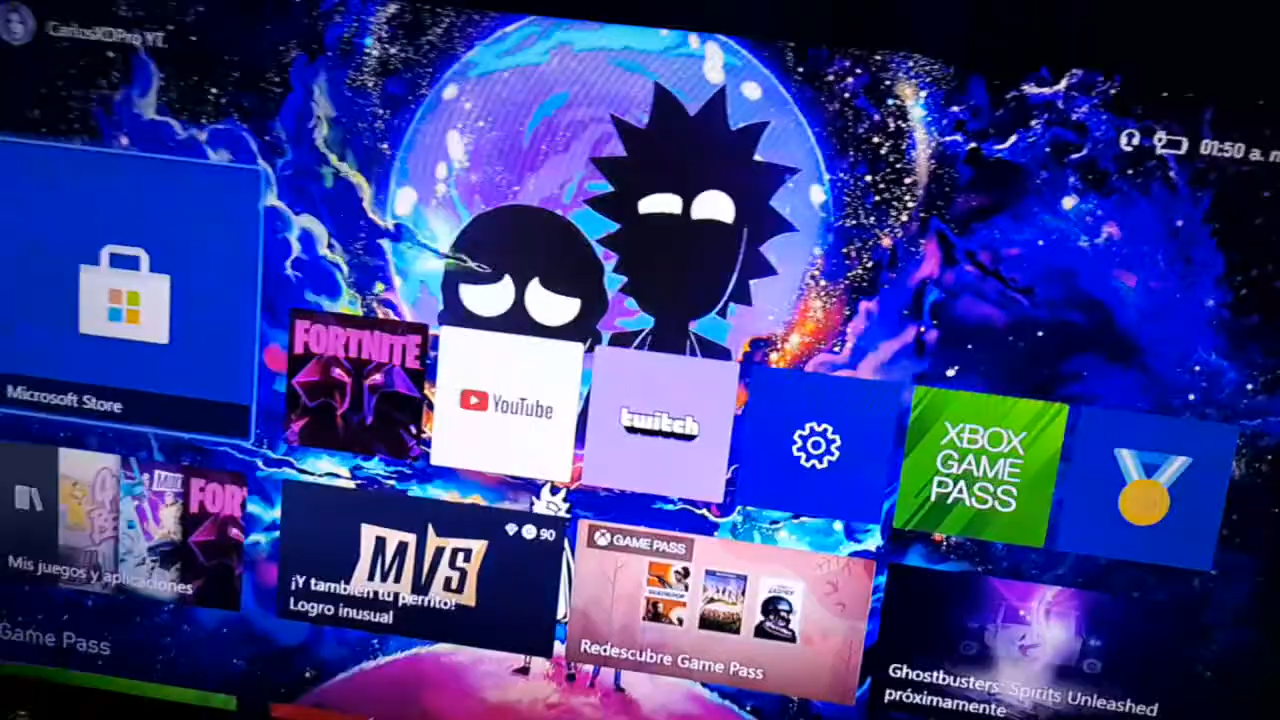 CarlosXDPro YT
01:50 a. m
Microsoft Store
FORTNITE
YouTube
twitch
XBOX
GAME
PASS
FOR
Mis juegos y aplicaciones
MVS
90
¡Y también tu perrito!
Logro inusual
GAME PASS
Redescubre Game Pass
Ghostbusters: Spirits Unleashed
próximamente
Game Pass